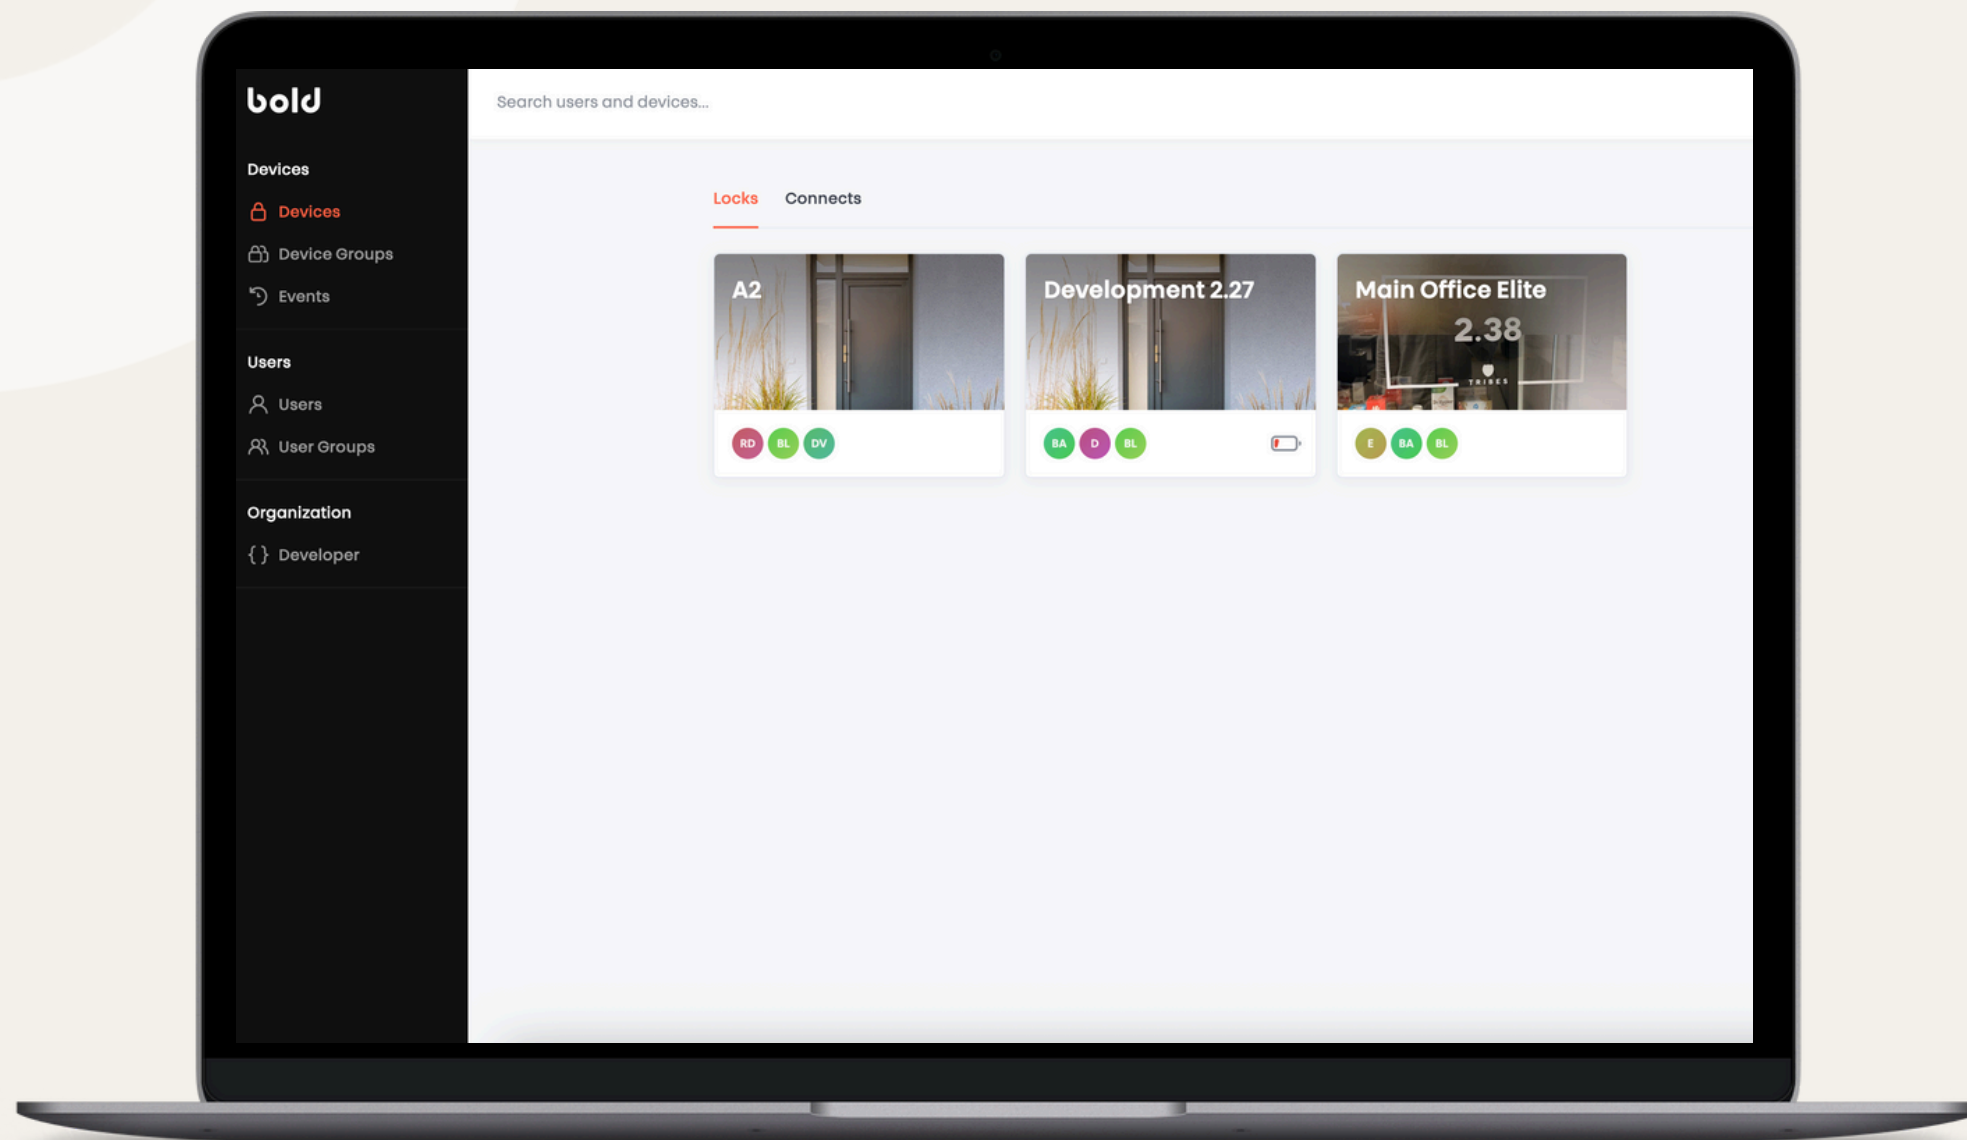 bold
Search users and devices...
Devices
Devices
Device Groups
Events
Users
Users
User Groups
Organization
{ } Developer
Locks Connects
A2
RD BL DV
Development 2.27
BA D BL
Main Office Elite
2.38
TRIBES
E BA BL